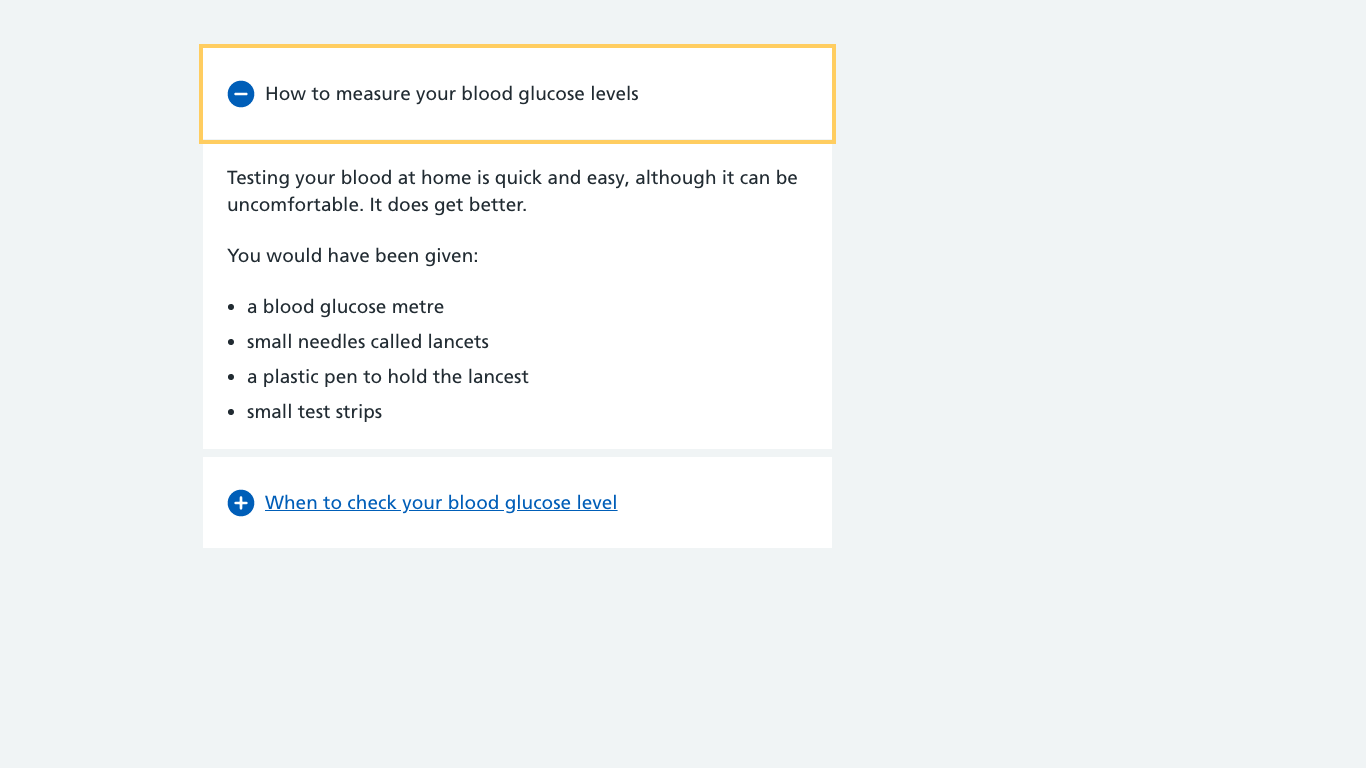 How to measure your blood glucose levels
Testing your blood at home is quick and easy, although it can be
uncomfortable. It does get better.
You would have been given:
• a blood glucose metre
• small needles called lancets
• a plastic pen to hold the lancest
• small test strips
When to check your blood glucose level